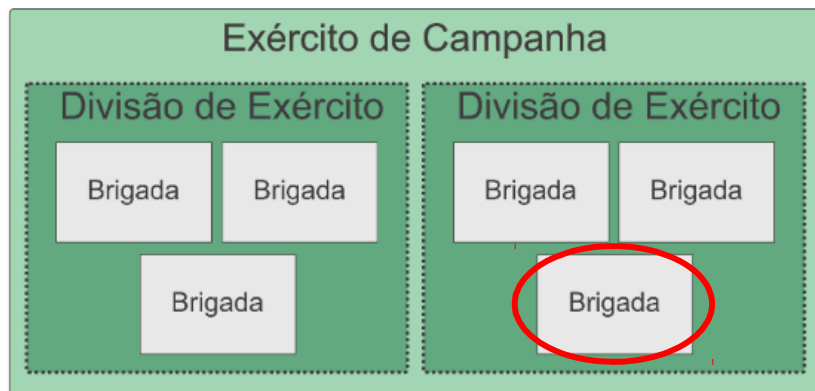 Exército de Campanha
Divisão de Exército
Brigada Brigada
Brigada
Divisão de Exército
Brigada Brigada
Brigada